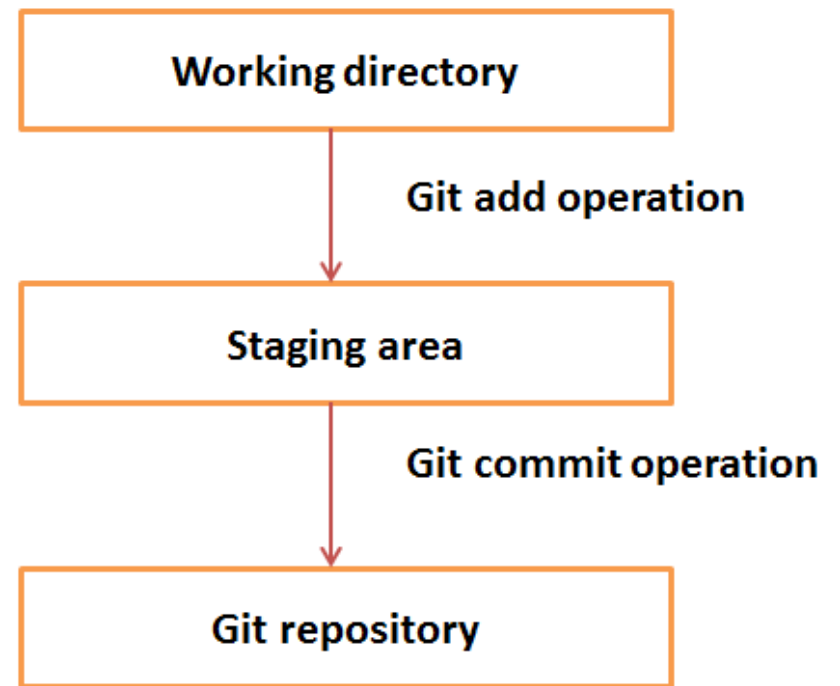 Working directory
Git add operation
Staging area
Git commit operation
Git repository